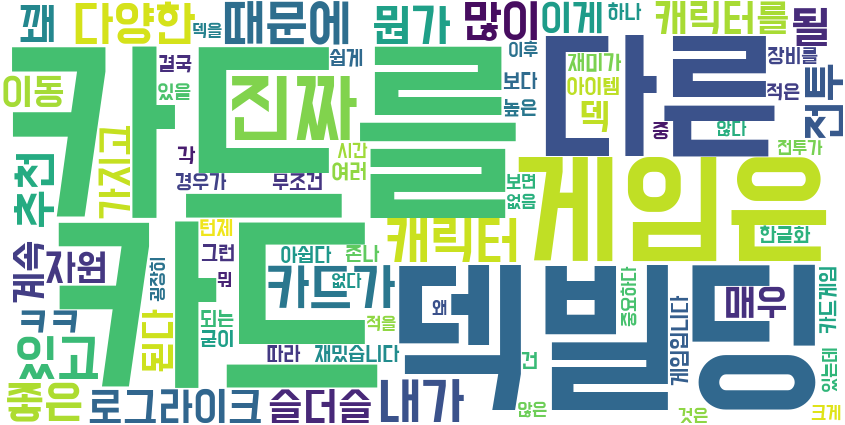 꽤 다양한 덱을 때문에 뭔가 많이 이게 하나 캐릭터를 될
결국 쉽게 이후 재미가 장비를
이동 있을 카드를 진짜 보다 아이템 다른 적은 전투
높은 덱 중 않다
가지고 각 시간 전투가
추천 경우가 무조건 여러 보면 게임은
없음
턴제 한글화
계속 자원 굉장히 그런 카드 아쉽다 존나 캐릭터
뭐 카드가 없다 왜 덱빌딩 중요하다 매우 카드게임
ㅋㅋ 된다 되는 적을 게임입니다
굳이
있고 따라 재밌습니다 건 있는데
좋은 로그라이크 슬더슬 내가 않은 것은 크게